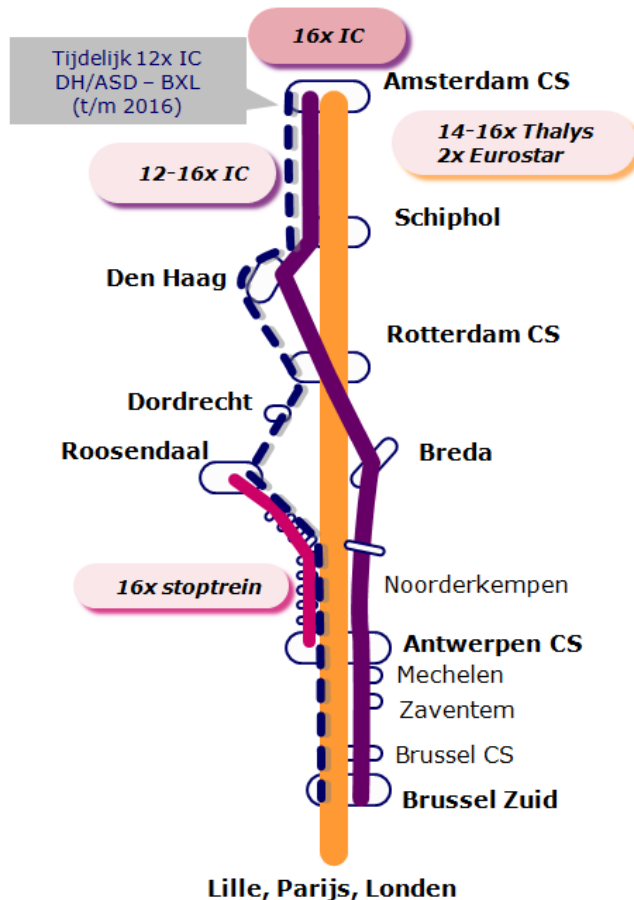 16x IC
Tijdelijk 12x IC
DH/ASD – BXL
(t/m 2016)
Amsterdam CS
14-16x Thalys
2x Eurostar
12-16x IC
Schiphol
Den Haag
Rotterdam CS
Dordrecht
Roosendaal
Breda
16x stoptrein
Noorderkempen
Antwerpen CS
Mechelen
Zaventem
Brussel CS
Brussel Zuid
Lille, Parijs, Londen